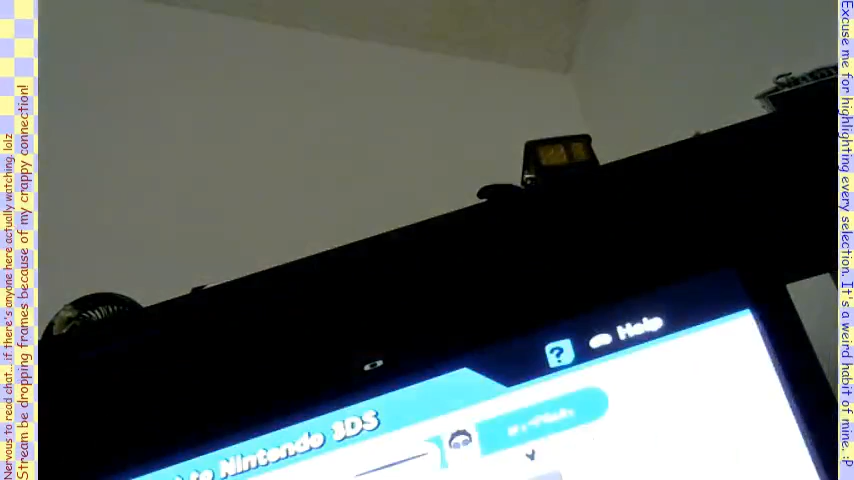 Nervous to read chat...if there's anyone here actually watching. lolz
Stream be dropping frames because of my crappy connection!
Excuse me for highlighting every selection. It's a weird habit of mine. :P
? Help
to Nintendo 3DS